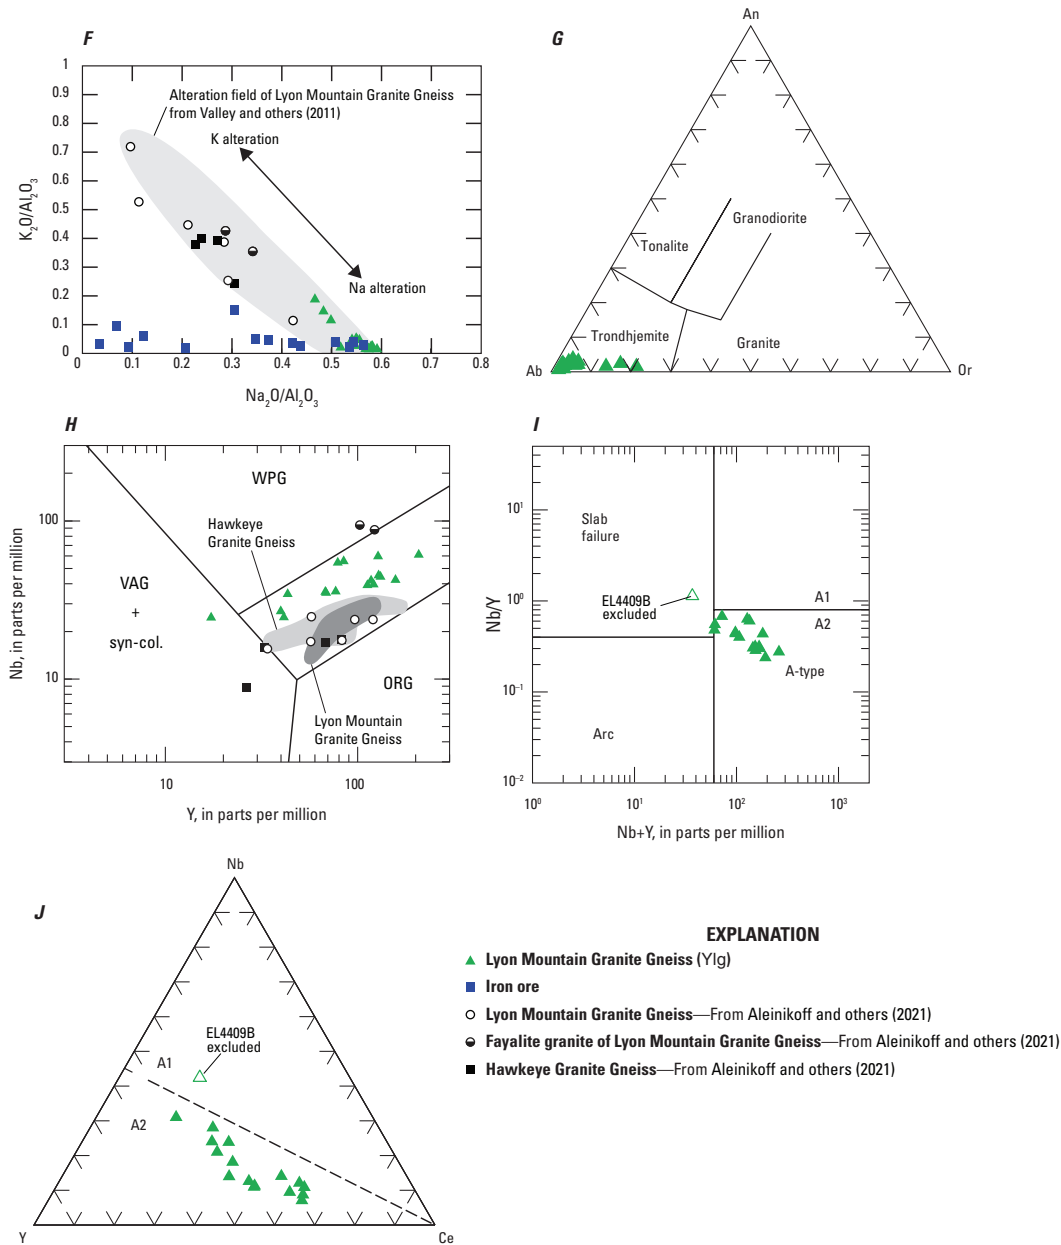 F
1
0.9
0.8
0.7
0.6
0.5
0.4
0.3
0.2
0.1
0
0
0.1
0.2
0.3
0.4
0.5
0.6
0.7
0.8
K₂O/Al₂O₃
Na₂O/Al₂O₃
Alteration field of Lyon Mountain Granite Gneiss
from Valley and others (2011)
K alteration
Na alteration
G
An
Granodiorite
Tonalite
Trondhjemite
Granite
Ab
Or
H
WPG
Hawkeye
Granite Gneiss
VAG
+
syn-col.
ORG
Lyon Mountain
Granite Gneiss
100
10
10
100
Nb, in parts per million
Y, in parts per million
I
Slab
failure
EL4409B
excluded
A1
A2
A-type
Arc
10¹
10⁰
10⁻¹
10⁻²
10⁰
10¹
10²
10³
Nb/Y
Nb+Y, in parts per million
J
Nb
EL4409B
excluded
A1
A2
Y
Ce
EXPLANATION
Lyon Mountain Granite Gneiss (Ylg)
Iron ore
Lyon Mountain Granite Gneiss—From Aleinikoff and others (2021)
Fayalite granite of Lyon Mountain Granite Gneiss—From Aleinikoff and others (2021)
Hawkeye Granite Gneiss—From Aleinikoff and others (2021)